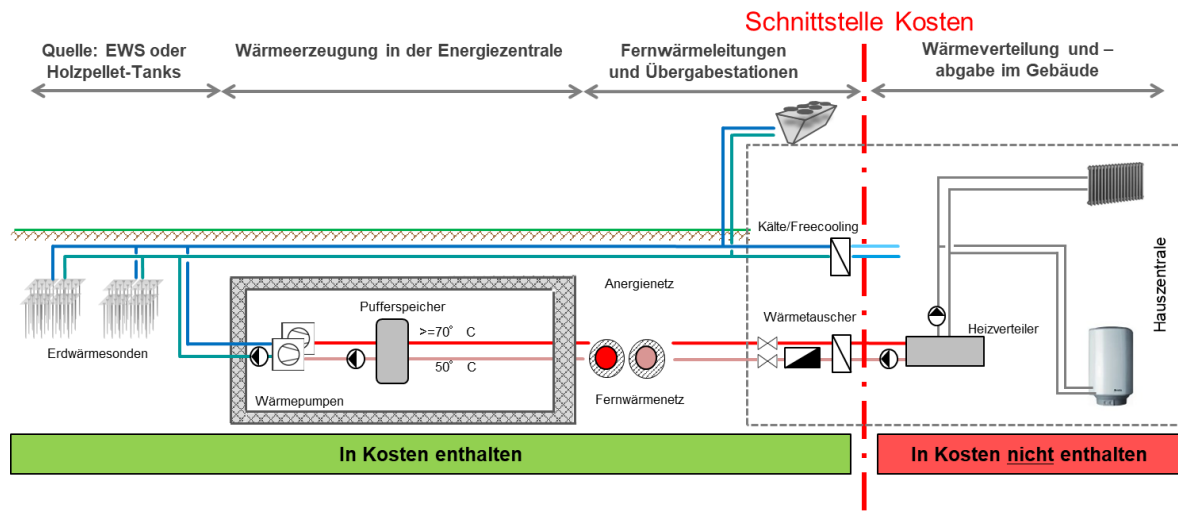 Schnittstelle Kosten
Quelle: EWS oder
Holzpellet-Tanks
Wärmeerzeugung in der Energiezentrale
Fernwärmeleitungen
und Übergabestationen
Wärmeverteilung und –
abgabe im Gebäude
Kälte/Freecooling
Erdwärmesonden
Anergienetz
Pufferspeicher
>=70° C
50° C
Wärmepumpen
Fernwärmenetz
Wärmetauscher
Heizverteiler
Hauszentrale
In Kosten enthalten
In Kosten nicht enthalten